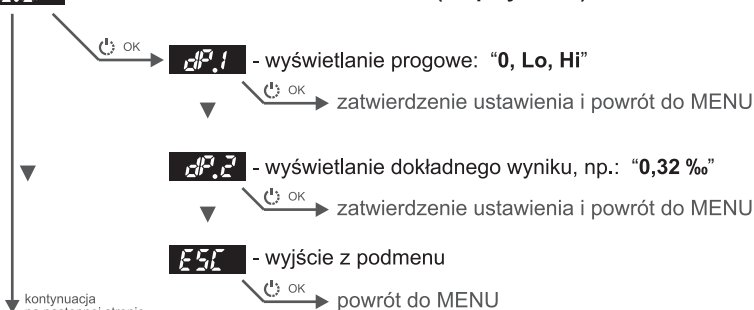 OK
dP.1 - wyświetlanie progowe: “0, Lo, Hi”
OK
zatwierdzenie ustawienia i powrót do MENU
dP.2 - wyświetlanie dokładnego wyniku, np.: “0,32 ‰”
OK
zatwierdzenie ustawienia i powrót do MENU
ESC - wyjście z podmenu
OK
powrót do MENU
kontynuacja